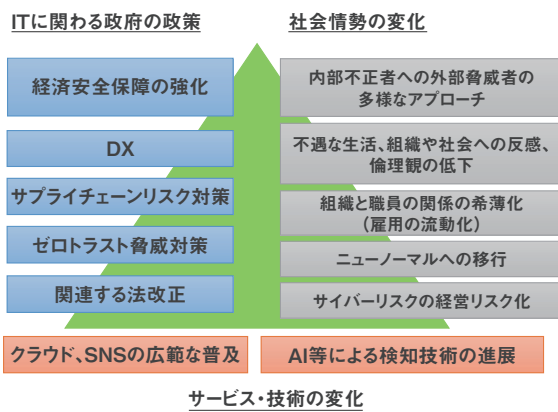 ITに関わる政府の政策
経済安全保障の強化
DX
サプライチェーンリスク対策
ゼロトラスト脅威対策
関連する法改正
社会情勢の変化
内部不正者への外部脅威者の
多様なアプローチ
不遇な生活、組織や社会への反感、
倫理観の低下
組織と職員の関係の希薄化
(雇用の流動化)
ニューノーマルへの移行
サイバーリスクの経営リスク化
クラウド、SNSの広範な普及
AI等による検知技術の進展
サービス・技術の変化